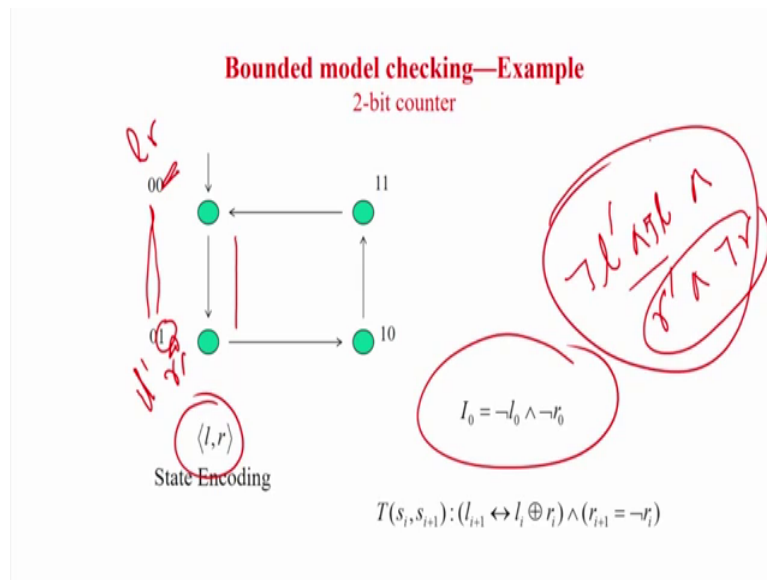 Bounded model checking—Example
2-bit counter
l r
00
11
¬l' ∧ ¬l ∧
r' ∧ ¬r
01
10
l' r'
I₀ = ¬l₀ ∧ ¬r₀
⟨l, r⟩
State Encoding
T(sᵢ, sᵢ₊₁) : (lᵢ₊₁ ↔ lᵢ ⊕ rᵢ) ∧ (rᵢ₊₁ = ¬rᵢ)